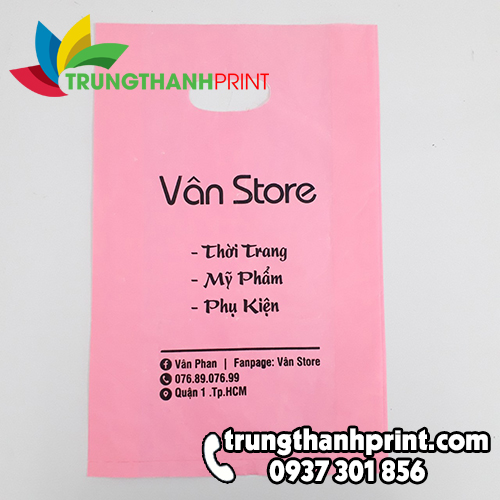 TRUNGTHANHPRINT
Vân Store
- Thời Trang
- Mỹ Phẩm
- Phụ Kiện
Vân Phan | Fanpage: Vân Store
076.89.076.99
Quận 1 .Tp.HCM
trungthanhprint.com
0937 301 856